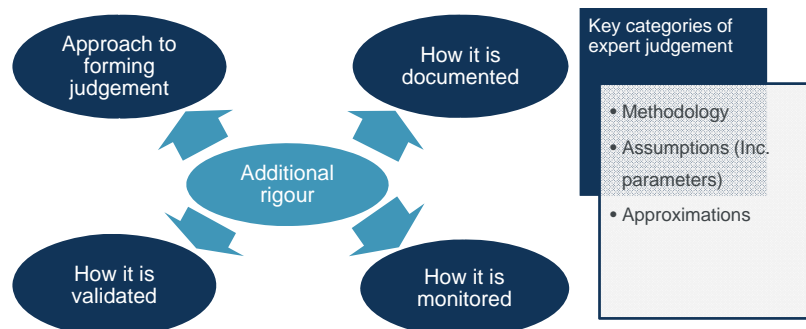 Approach to
forming
judgement
How it is
documented
Additional
rigour
How it is
validated
How it is
monitored
Key categories of
expert judgement
• Methodology
• Assumptions (Inc.
parameters)
• Approximations